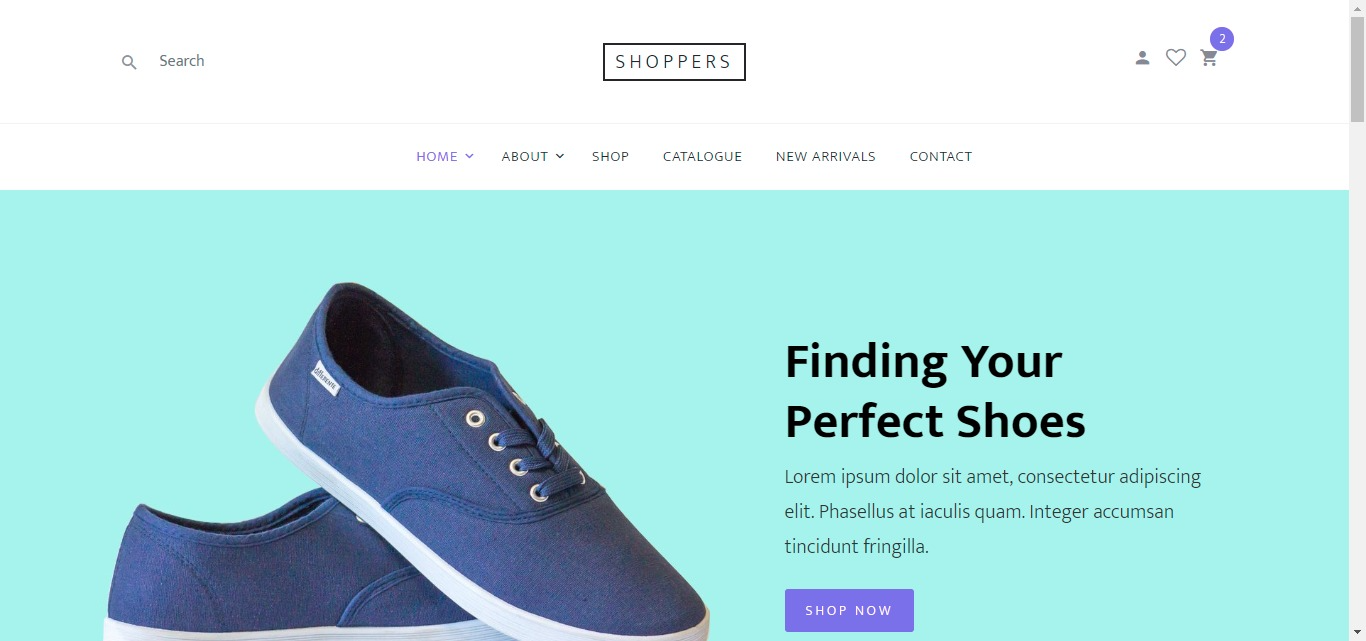 Search
SHOPPERS
2
HOME ABOUT SHOP CATALOGUE NEW ARRIVALS CONTACT
Finding Your
Perfect Shoes
Lorem ipsum dolor sit amet, consectetur adipiscing
elit. Phasellus at iaculis quam. Integer accumsan
tincidunt fringilla.
SHOP NOW